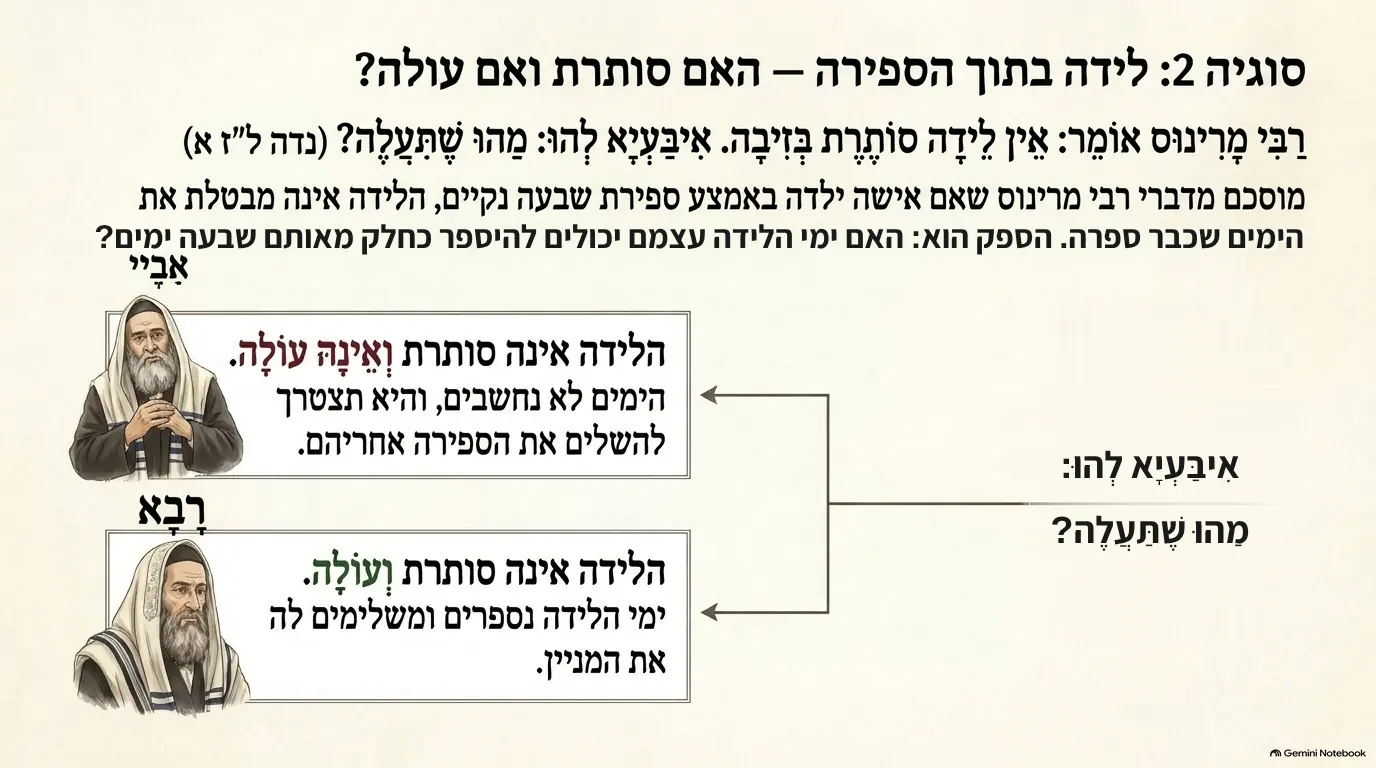 סוגיה 2: לידה בתוך הספירה – האם סותרת ואם עולה?
רַבִּי מָרִינוּס אוֹמֵר: אֵין לֵידָה סוֹתֶרֶת בְּזִיבָה. אִיבַּעְיָא לְהוּ: מַהוּ שֶׁתַּעֲלֶה? (נדה ל״ז א)
מוסכם מדברי רבי מרינוס שאם אישה ילדה באמצע ספירת שבעה נקיים, הלידה אינה מבטלת את
הימים שכבר ספרה. הספק הוא: האם ימי הלידה עצמם יכולים להיספר כחלק מאותם שבעה ימים?
אַבָיֵי
הלידה אינה סותרת וְאֵינָהּ עוֹלָה.
הימים לא נחשבים, והיא תצטרך
להשלים את הספירה אחריהם.
אִיבַּעְיָא לְהוּ:
מַהוּ שֶׁתַּעֲלֶה?
רָבָא
הלידה אינה סותרת וְעוֹלָה.
ימי הלידה נספרים ומשלימים לה
את המניין.
Gemini Notebook